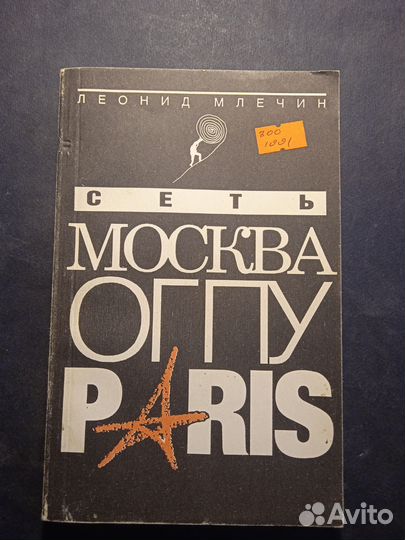 ЛЕОНИД МЛЕЧИН
300
1991
СЕТЬ
МОСКВА
ОГПУ
PARIS
Avito